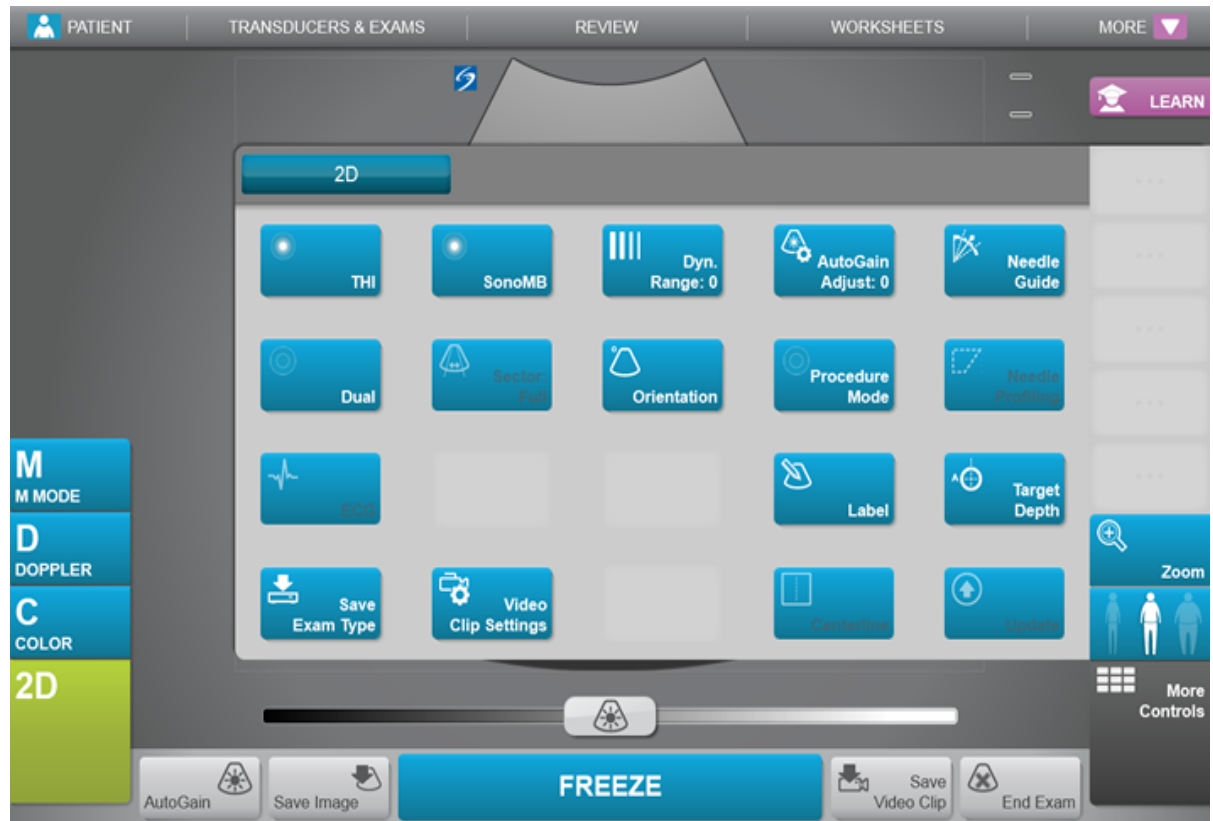 PATIENT
TRANSDUCERS & EXAMS
REVIEW
WORKSHEETS
MORE
LEARN
2D
THI
SonoMB
Dyn.
Range: 0
AutoGain
Adjust: 0
Needle
Guide
Dual
Sector:
Full
Orientation
Procedure
Mode
Needle
Profiling
ECG
Label
A
Target
Depth
Save
Exam Type
Video
Clip Settings
Centerline
Update
M
M MODE
D
DOPPLER
C
COLOR
2D
Zoom
More
Controls
AutoGain
Save Image
FREEZE
Save
Video Clip
End Exam